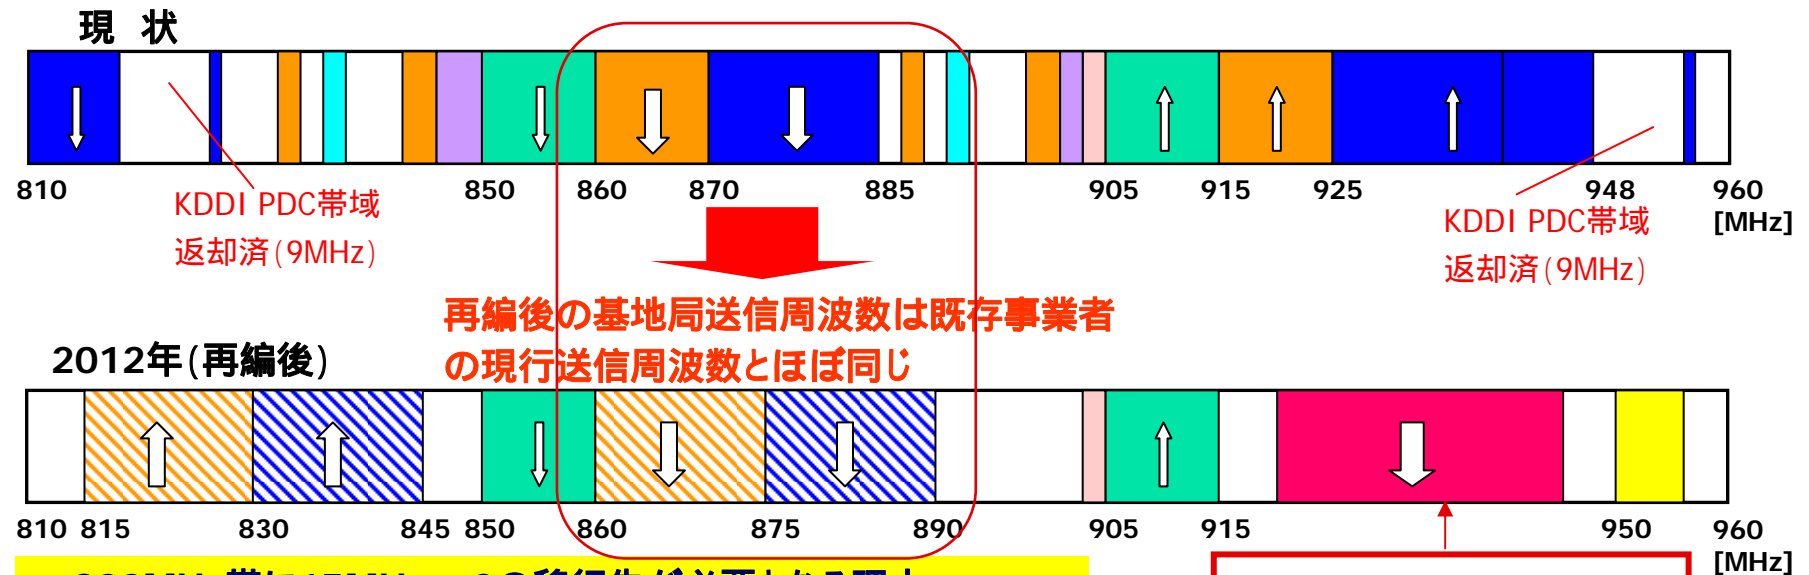 現 状
810 850 860 870 885 905 915 925 948 960
[MHz]
KDDI PDC帯域
返却済(9MHz)
KDDI PDC帯域
返却済(9MHz)
再編後の基地局送信周波数は既存事業者
の現行送信周波数とほぼ同じ
2012年(再編後)
810 815 830 845 850 860 875 890 905 915 950 960
[MHz]